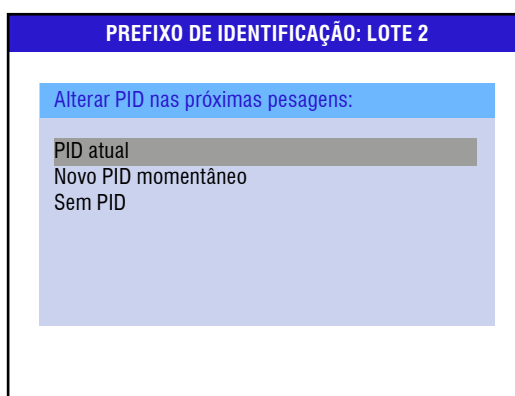 PREFIXO DE IDENTIFICAÇÃO: LOTE 2
Alterar PID nas próximas pesagens:
PID atual
Novo PID momentâneo
Sem PID